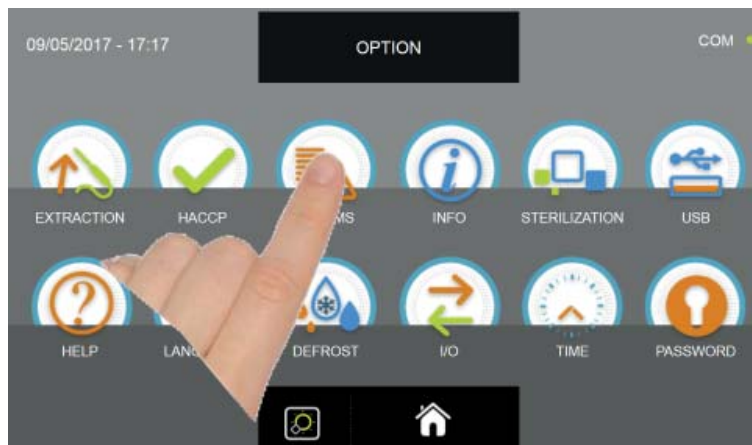 09/05/2017 - 17:17 OPTION COM
EXTRACTION HACCP INFO STERILIZATION USB
HELP DEFROST I/O TIME PASSWORD